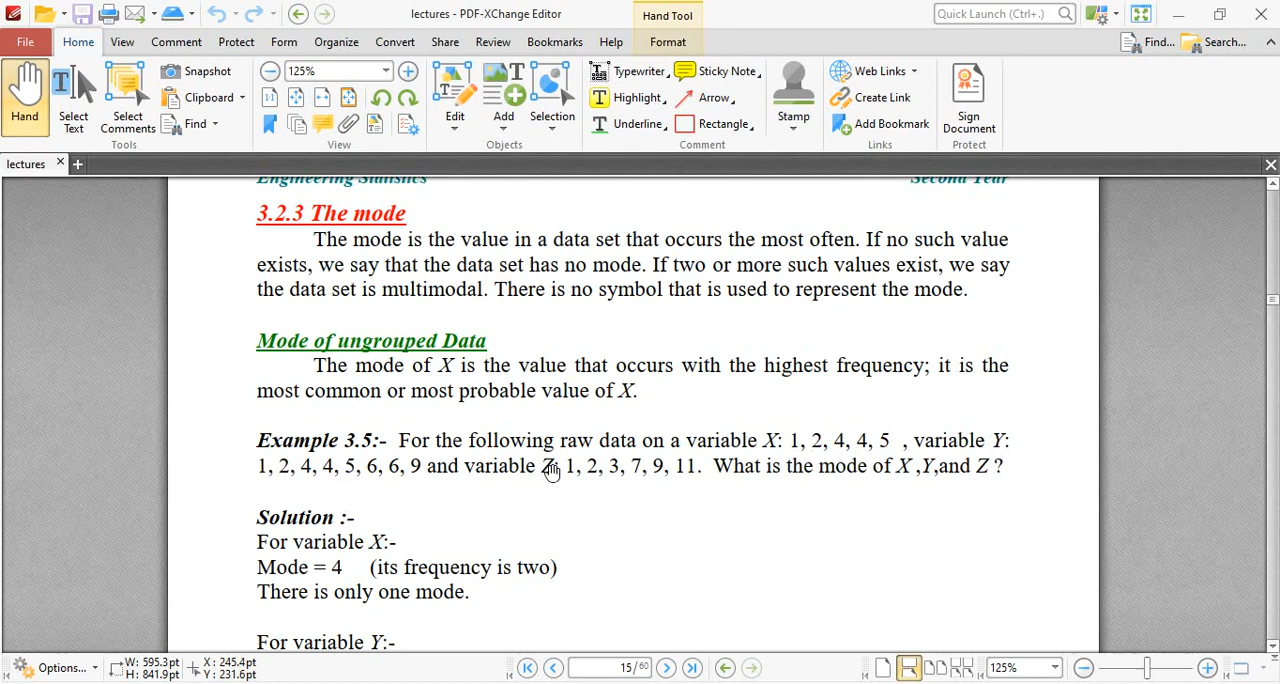 lectures - PDF-XChange Editor
Hand Tool
Quick Launch (Ctrl+.)
File Home View Comment Protect Form Organize Convert Share Review Bookmarks Help Format Find... Search...
Hand
Select Text
Select Comments
Snapshot
Clipboard
Find
Tools
125%
View
Edit
Add
Selection
Objects
Typewriter
Sticky Note
Highlight
Arrow
Underline
Rectangle
Stamp
Comment
Web Links
Create Link
Add Bookmark
Links
Sign Document
Protect
lectures
Engineering Statistics Second Year
3.2.3 The mode
The mode is the value in a data set that occurs the most often. If no such value
exists, we say that the data set has no mode. If two or more such values exist, we say
the data set is multimodal. There is no symbol that is used to represent the mode.
Mode of ungrouped Data
The mode of X is the value that occurs with the highest frequency; it is the
most common or most probable value of X.
Example 3.5:- For the following raw data on a variable X: 1, 2, 4, 4, 5 , variable Y:
1, 2, 4, 4, 5, 6, 6, 9 and variable Z: 1, 2, 3, 7, 9, 11. What is the mode of X ,Y,and Z ?
Solution :-
For variable X:-
Mode = 4 (its frequency is two)
There is only one mode.
For variable Y:-
Options...
W: 595.3pt
H: 841.9pt
X : 245.4pt
Y : 231.6pt
15/60
125%